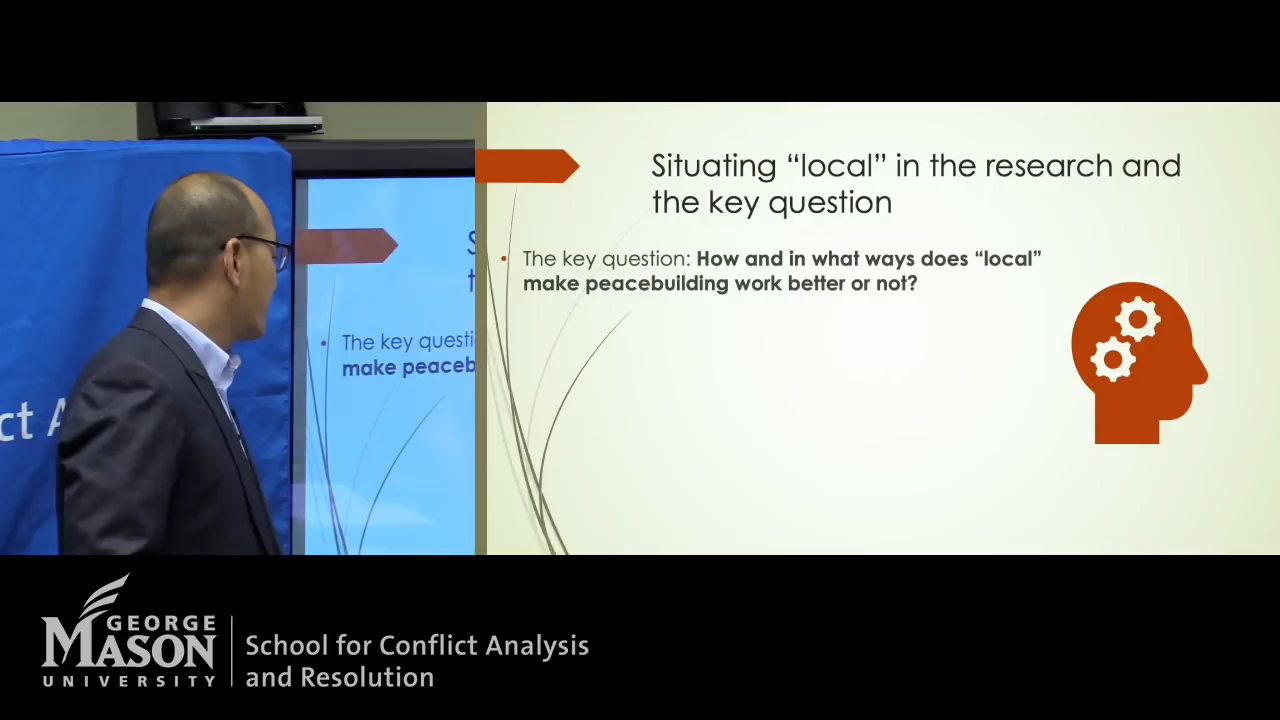 Situating “local” in the research and
the key question
• The key question: How and in what ways does “local”
make peacebuilding work better or not?
ct A
S
t
• The key questi
make peaceb
GEORGE
MASON
UNIVERSITY
School for Conflict Analysis
and Resolution